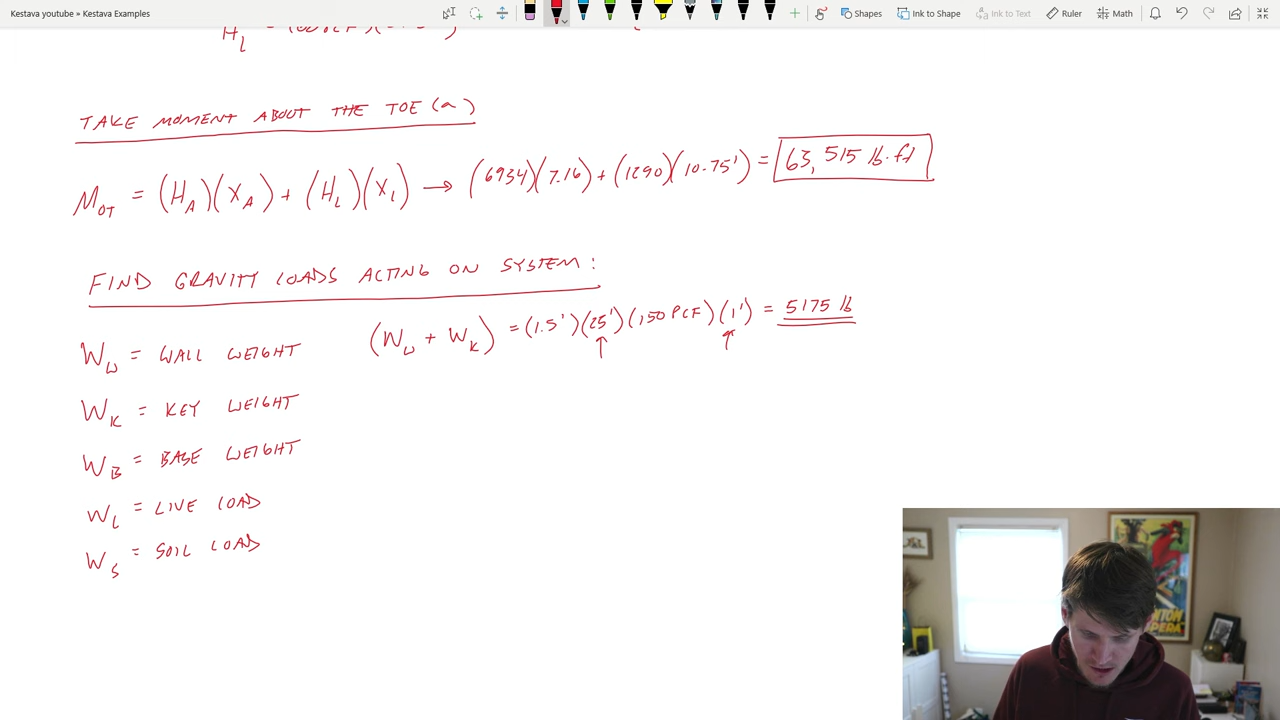 Kestava youtube » Kestava Examples
Shapes
Ink to Shape
Ink to Text
Ruler
Math
TAKE MOMENT ABOUT THE TOE (a)
M_OT = (H_A)(X_A) + (H_L)(X_L) → (6934)(7.16) + (1290)(10.75') = 63,515 lb·ft
FIND GRAVITY LOADS ACTING ON SYSTEM:
(W_W + W_K) = (1.5')(25')(150 PCF)(1') = 5175 lb
W_W = WALL WEIGHT
W_K = KEY WEIGHT
W_B = BASE WEIGHT
W_L = LIVE LOAD
W_S = SOIL LOAD